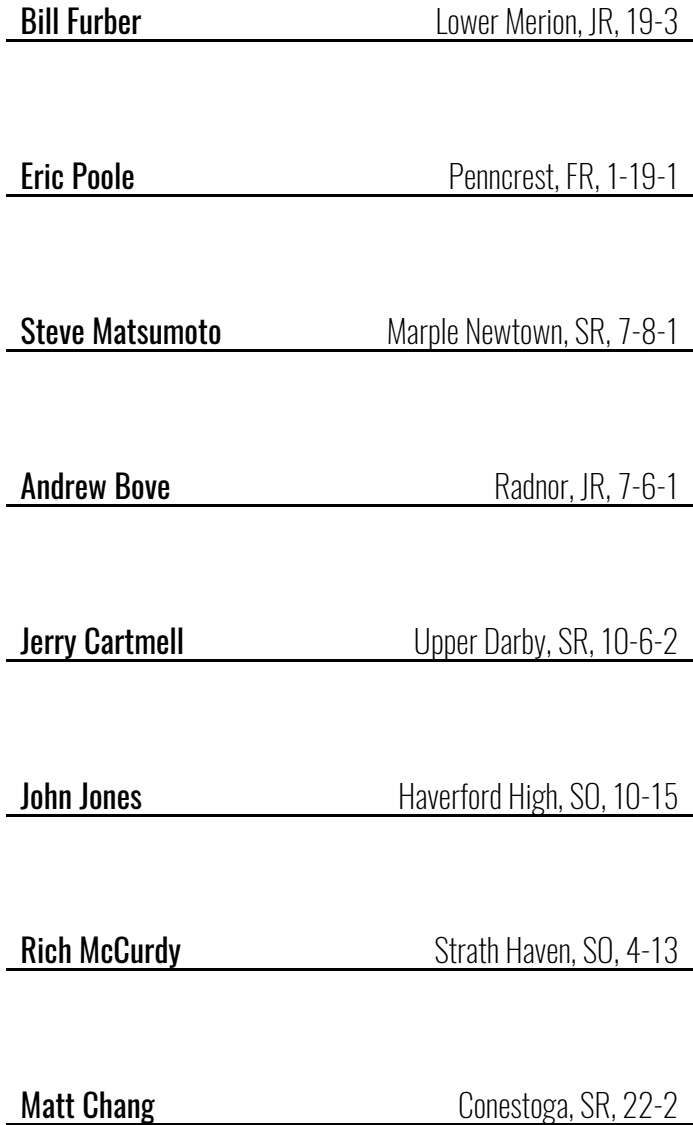 Bill Furber Lower Merion, JR, 19-3
Eric Poole Penncrest, FR, 1-19-1
Steve Matsumoto Marple Newtown, SR, 7-8-1
Andrew Bove Radnor, JR, 7-6-1
Jerry Cartmell Upper Darby, SR, 10-6-2
John Jones Haverford High, SO, 10-15
Rich McCurdy Strath Haven, SO, 4-13
Matt Chang Conestoga, SR, 22-2